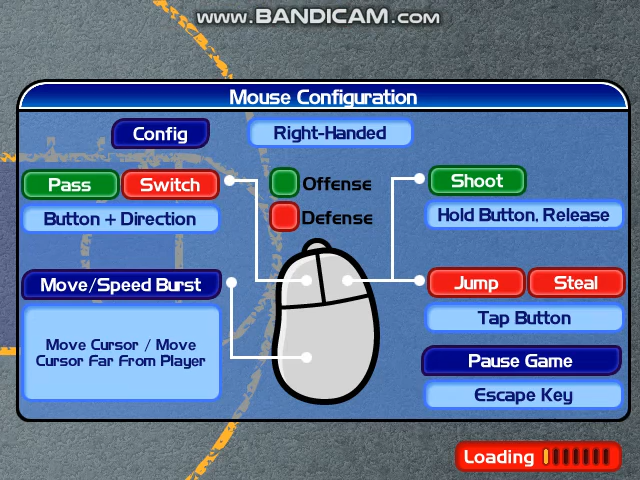 www.BANDICAM.com
Mouse Configuration
Config
Right-Handed
Pass
Switch
Offense
Shoot
Button + Direction
Defense
Hold Button, Release
Move/Speed Burst
Jump
Steal
Tap Button
Move Cursor / Move
Cursor Far From Player
Pause Game
Escape Key
Loading